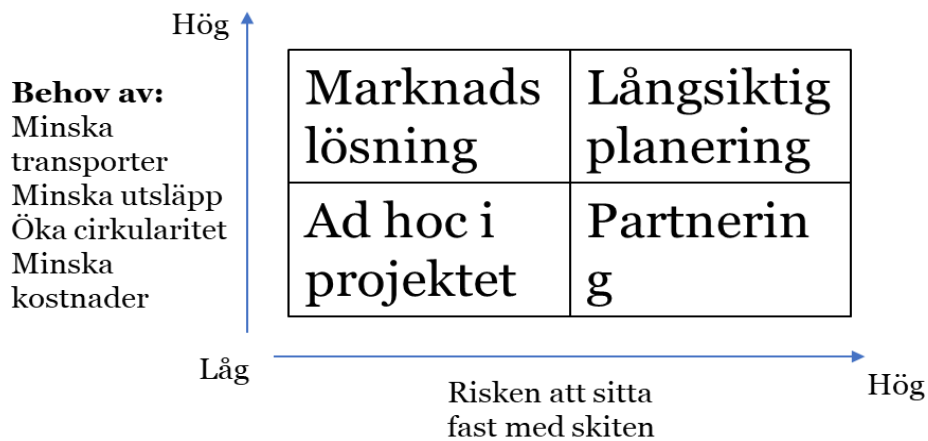 Hög
Behov av:
Minska
transporter
Minska utsläpp
Öka cirkularitet
Minska
kostnader
Marknads
lösning
Långsiktig
planering
Ad hoc i
projektet
Partnerin
g
Låg
Risken att sitta
fast med skiten
Hög